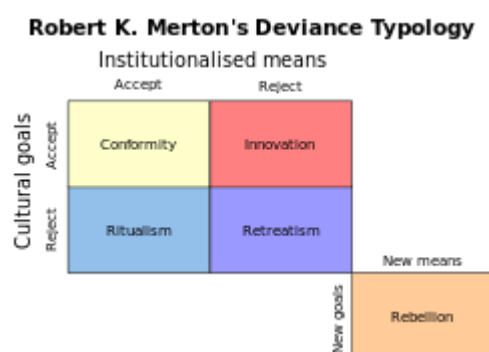 Robert K. Merton's Deviance Typology
Institutionalised means
Accept
Reject
Cultural goals
Accept
Conformity
Innovation
Reject
Ritualism
Retreatism
New means
New goals
Rebellion